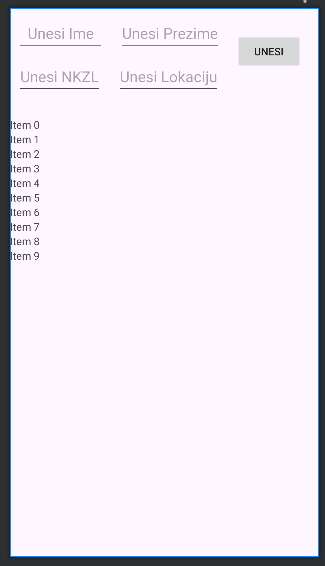 Unesi Ime Unesi Prezime
UNESI
Unesi NKZL Unesi Lokaciju
Item 0
Item 1
Item 2
Item 3
Item 4
Item 5
Item 6
Item 7
Item 8
Item 9